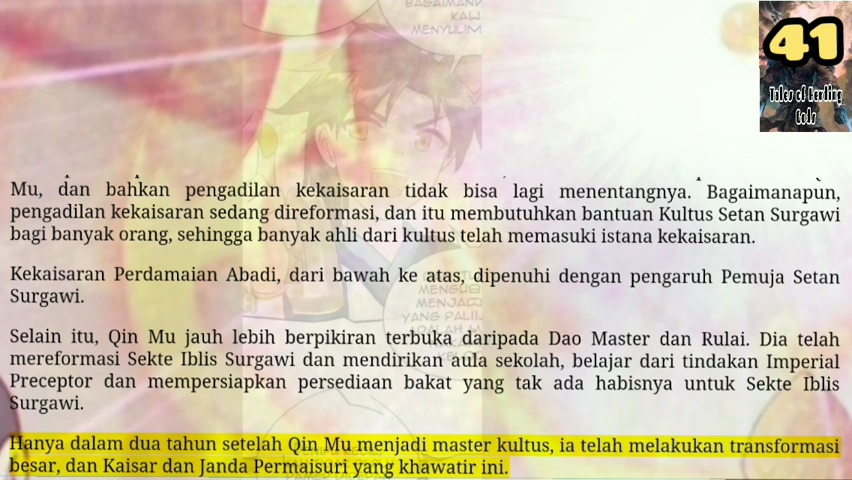 BAGAIMANA
KALI
MENYULIM
41
Tales of Herding
Gods
Mu, dan bahkan pengadilan kekaisaran tidak bisa lagi menentangnya. Bagaimanapun,
pengadilan kekaisaran sedang direformasi, dan itu membutuhkan bantuan Kultus Setan Surgawi
bagi banyak orang, sehingga banyak ahli dari kultus telah memasuki istana kekaisaran.
Kekaisaran Perdamaian Abadi, dari bawah ke atas, dipenuhi dengan pengaruh Pemuja Setan
Surgawi.
Selain itu, Qin Mu jauh lebih berpikiran terbuka daripada Dao Master dan Rulai. Dia telah
mereformasi Sekte Iblis Surgawi dan mendirikan aula sekolah, belajar dari tindakan Imperial
Preceptor dan mempersiapkan persediaan bakat yang tak ada habisnya untuk Sekte Iblis
Surgawi.
Hanya dalam dua tahun setelah Qin Mu menjadi master kultus, ia telah melakukan transformasi
besar, dan Kaisar dan Janda Permaisuri yang khawatir ini.